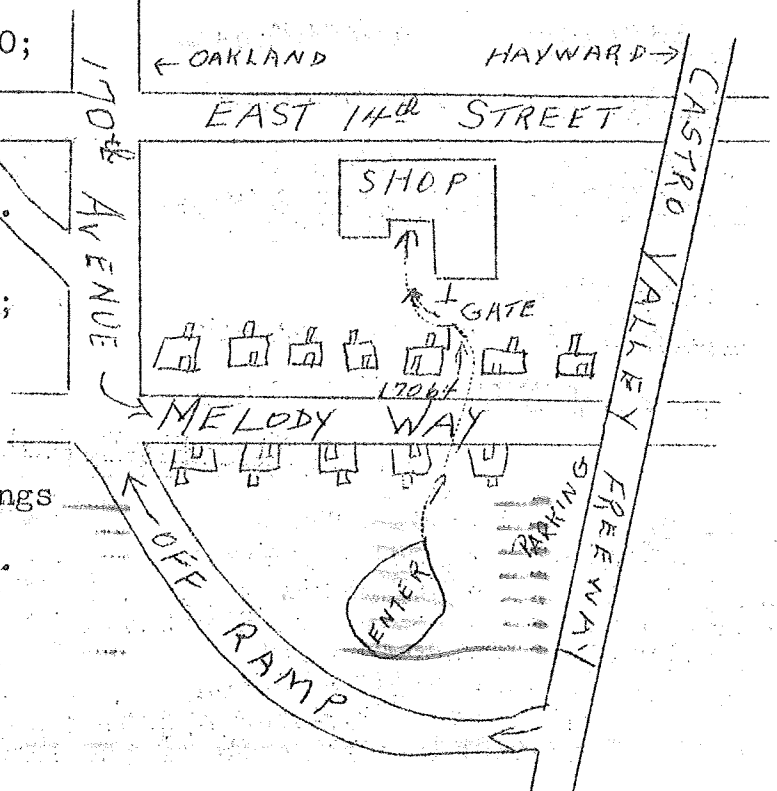 0;
← OAKLAND HAYWARD →
EAST 14th STREET
170th AVENUE
CASTRO VALLEY FREEWAY
SHOP
.
;
GATE
17064
MELODY WAY
ngs
.
PARKING
ENTER
OFF RAMP